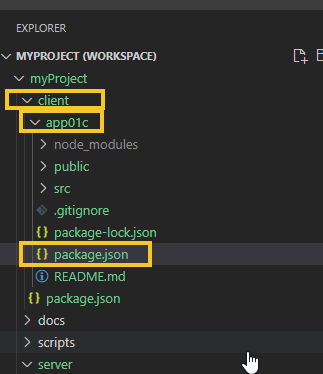 EXPLORER
MYPROJECT (WORKSPACE)
myProject
client
app01c
node_modules
public
src
.gitignore
{} package-lock.json
{} package.json
README.md
{} package.json
docs
scripts
server